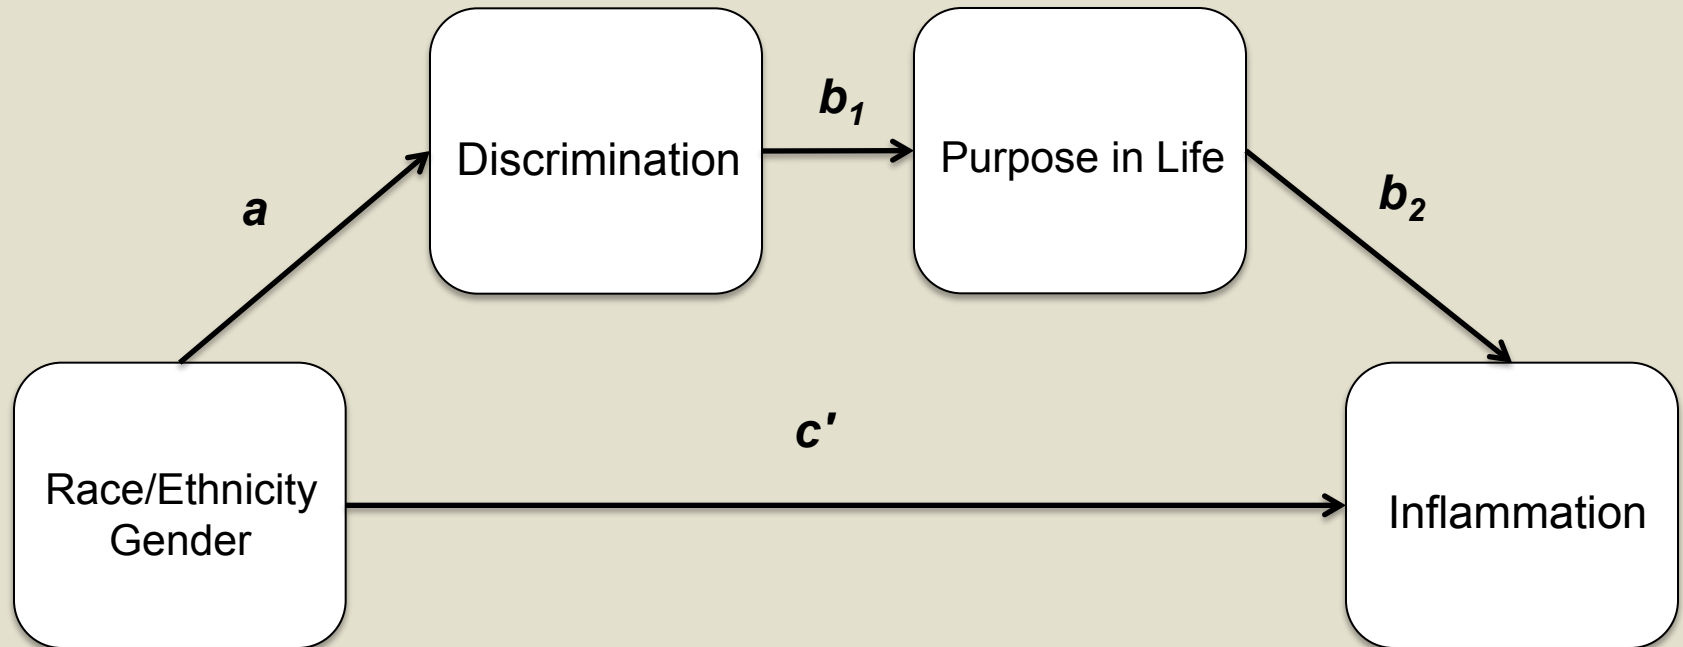 b₁
Discrimination
Purpose in Life
b₂
a
c'
Race/Ethnicity
Gender
Inflammation